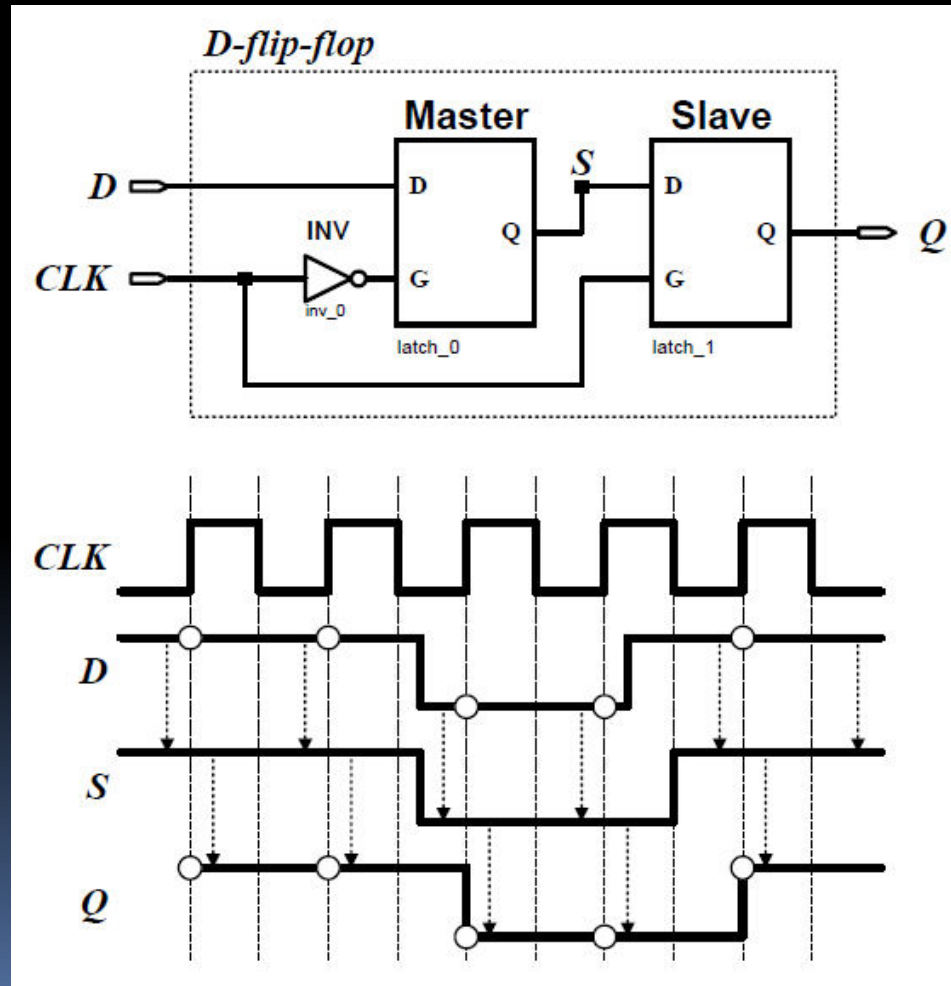 D-flip-flop
Master
Slave
S
D
D
D
INV
Q
Q
Q
CLK
G
G
inv_0
latch_0
latch_1
CLK
D
S
Q